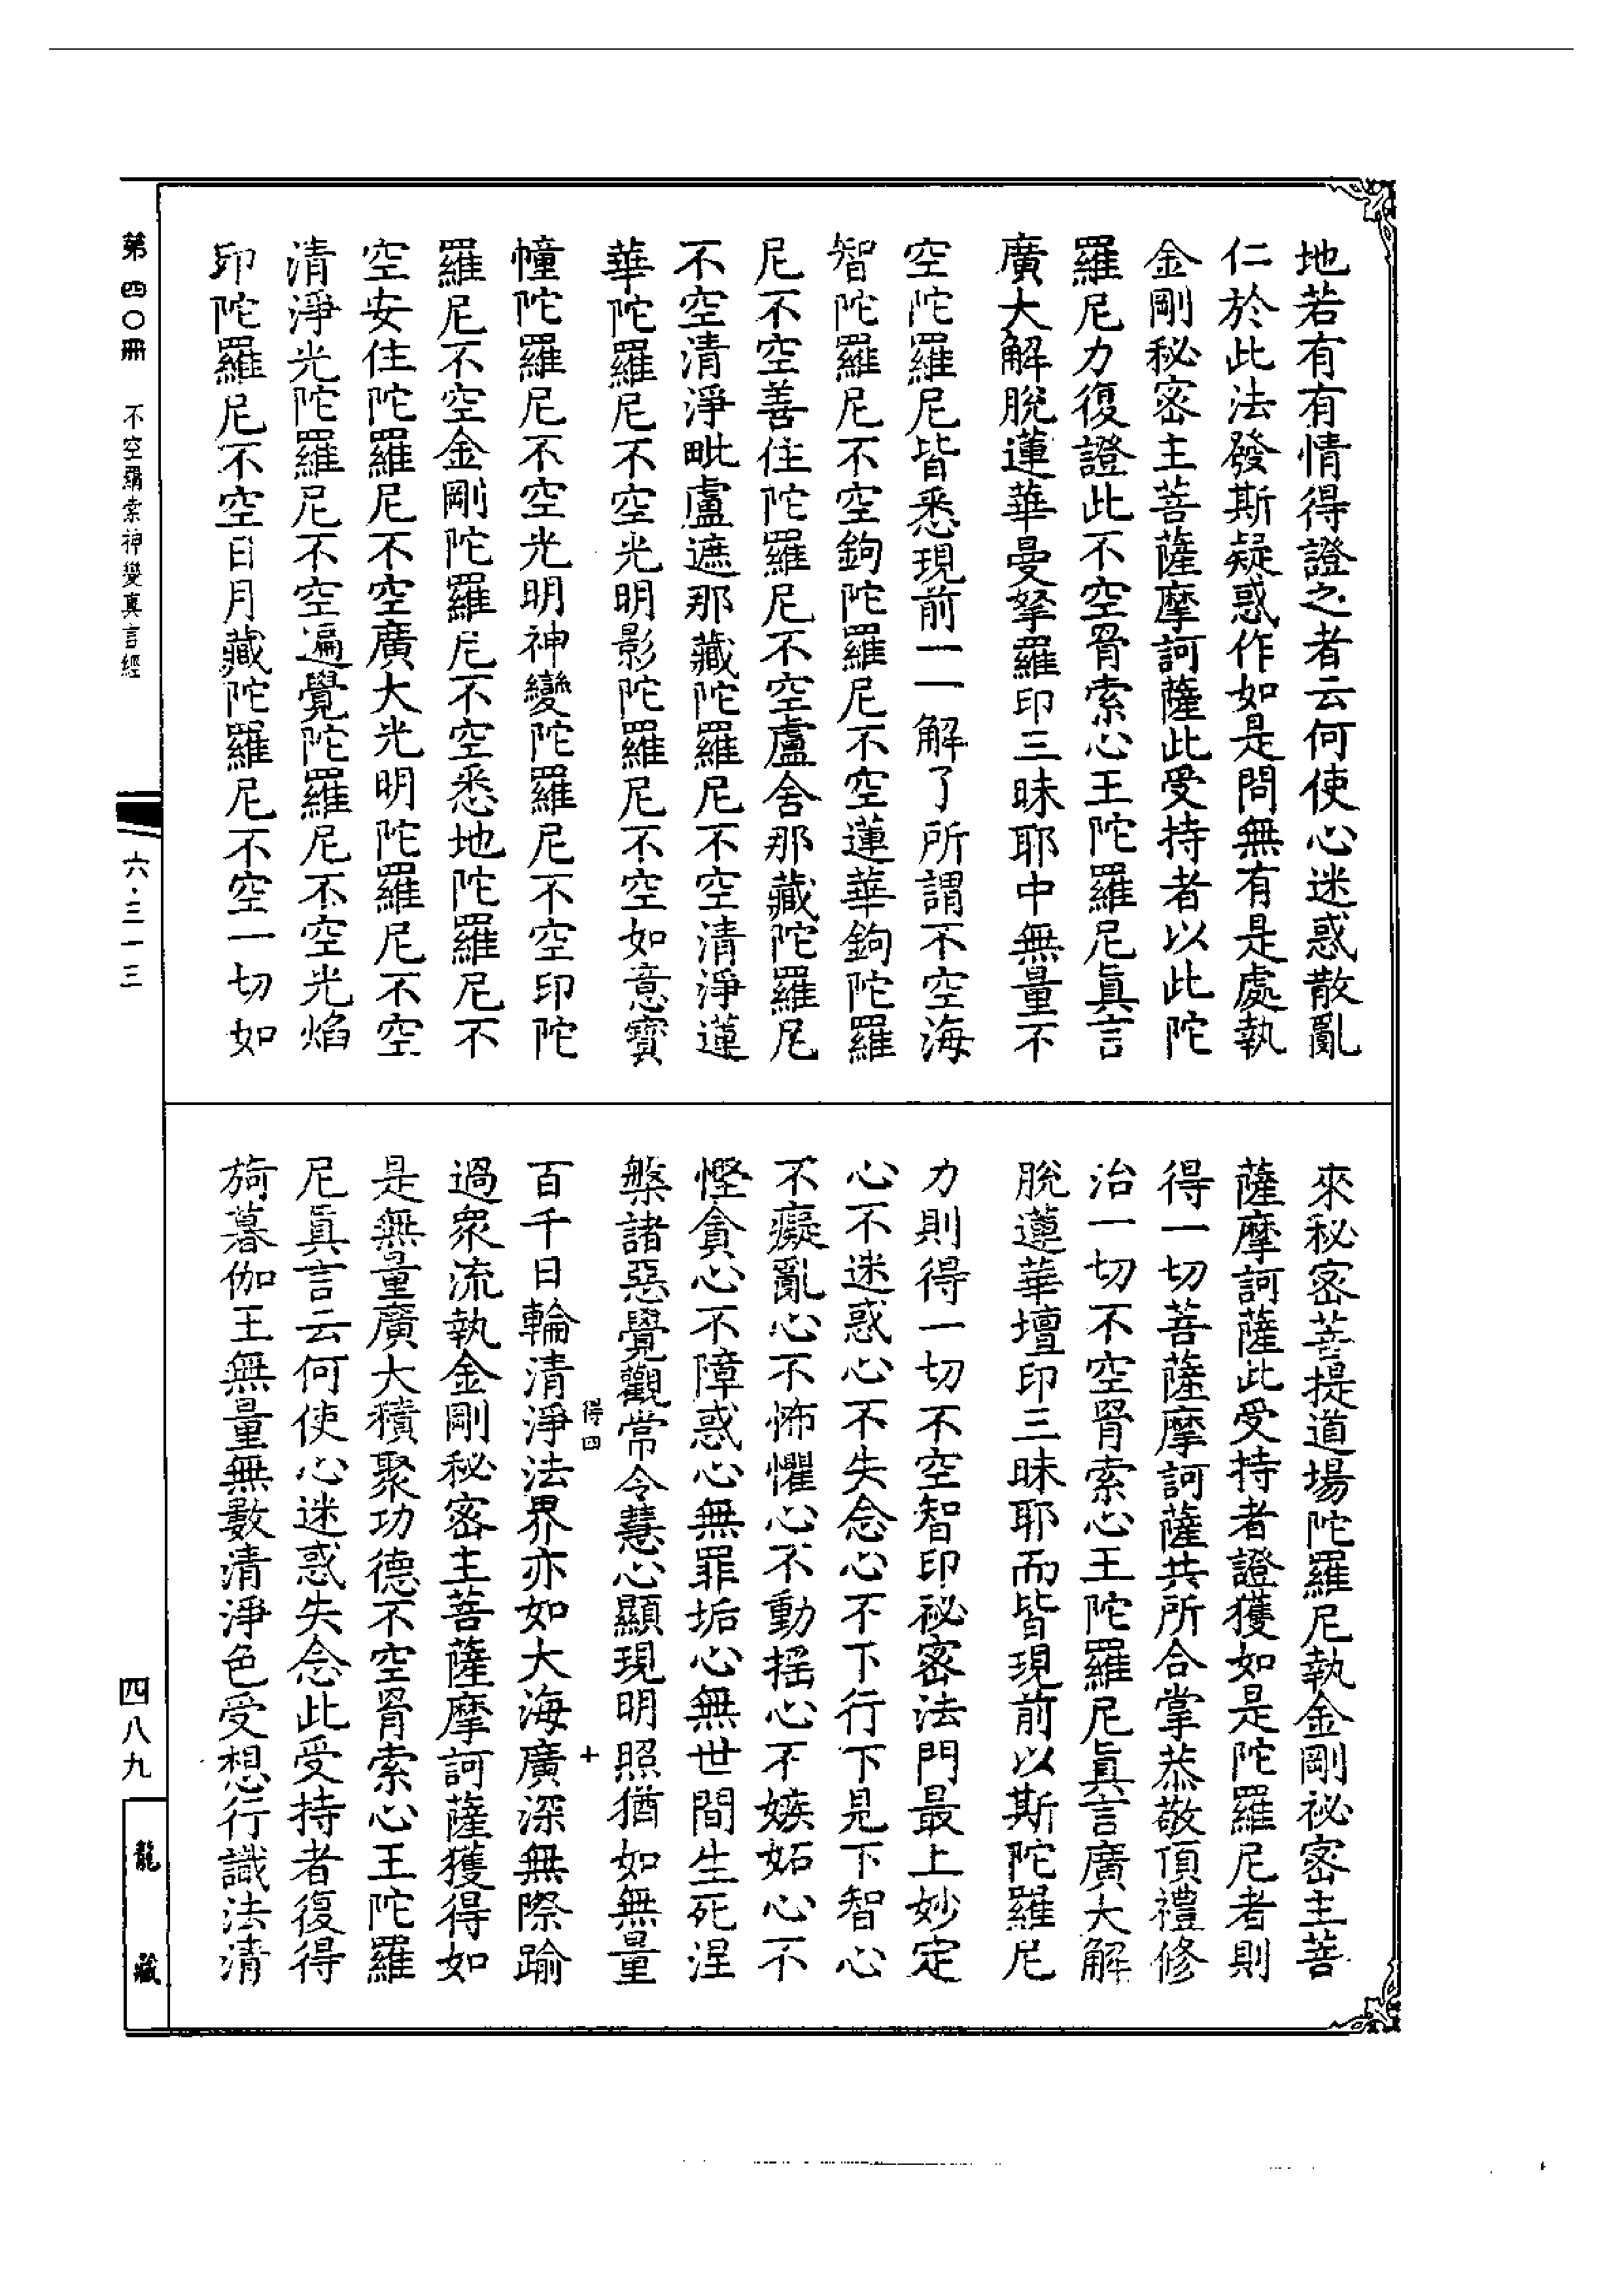 地若有有情得證之者云何使心迷惑散亂
仁於此法發斯疑惑作如是問無有是處執
金剛秘密主菩薩摩訶薩此受持者以此陀
羅尼力復證此不空罥索心王陀羅尼眞言
廣大解脫蓮華曼拏羅印三昧耶中無量不
空陀羅尼皆悉現前一一解了所謂不空海
智陀羅尼不空鉤陀羅尼不空蓮華鉤陀羅
尼不空善住陀羅尼不空盧舍那藏陀羅尼
不空清淨毗盧遮那藏陀羅尼不空清淨蓮
華陀羅尼不空光明影陀羅尼不空如意寶
幢陀羅尼不空光明神變陀羅尼不空印陀
羅尼不空金剛陀羅尼不空悉地陀羅尼不
空安住陀羅尼不空廣大光明陀羅尼不空
清淨光陀羅尼不空遍覺陀羅尼不空光焰
印陀羅尼不空日月藏陀羅尼不空一切如
來秘密菩提道場陀羅尼執金剛祕密主菩
薩摩訶薩此受持者證獲如是陀羅尼者則
得一切菩薩摩訶薩共所合掌恭敬頂禮修
治一切不空罥索心王陀羅尼眞言廣大解
脫蓮華壇印三昧耶而皆現前以斯陀羅尼
力則得一切不空智印祕密法門最上妙定
心不迷惑心不失念心不下行下見下智心
不癡亂心不怖懼心不動搖心不嫉妬心不
慳貪心不障惑心無罪垢心無世間生死涅
槃諸惡覺觀常令慧心顯現明照猶如無量
得四 十
百千日輪清淨法界亦如大海廣深無際踰
過衆流執金剛秘密主菩薩摩訶薩獲得如
是無量廣大積聚功德不空罥索心王陀羅
尼眞言云何使心迷惑失念此受持者復得
旖暮伽王無量無數清淨色受想行識法清
第四〇冊 不空羂索神變真言經
六·三一三
四八九
龍藏